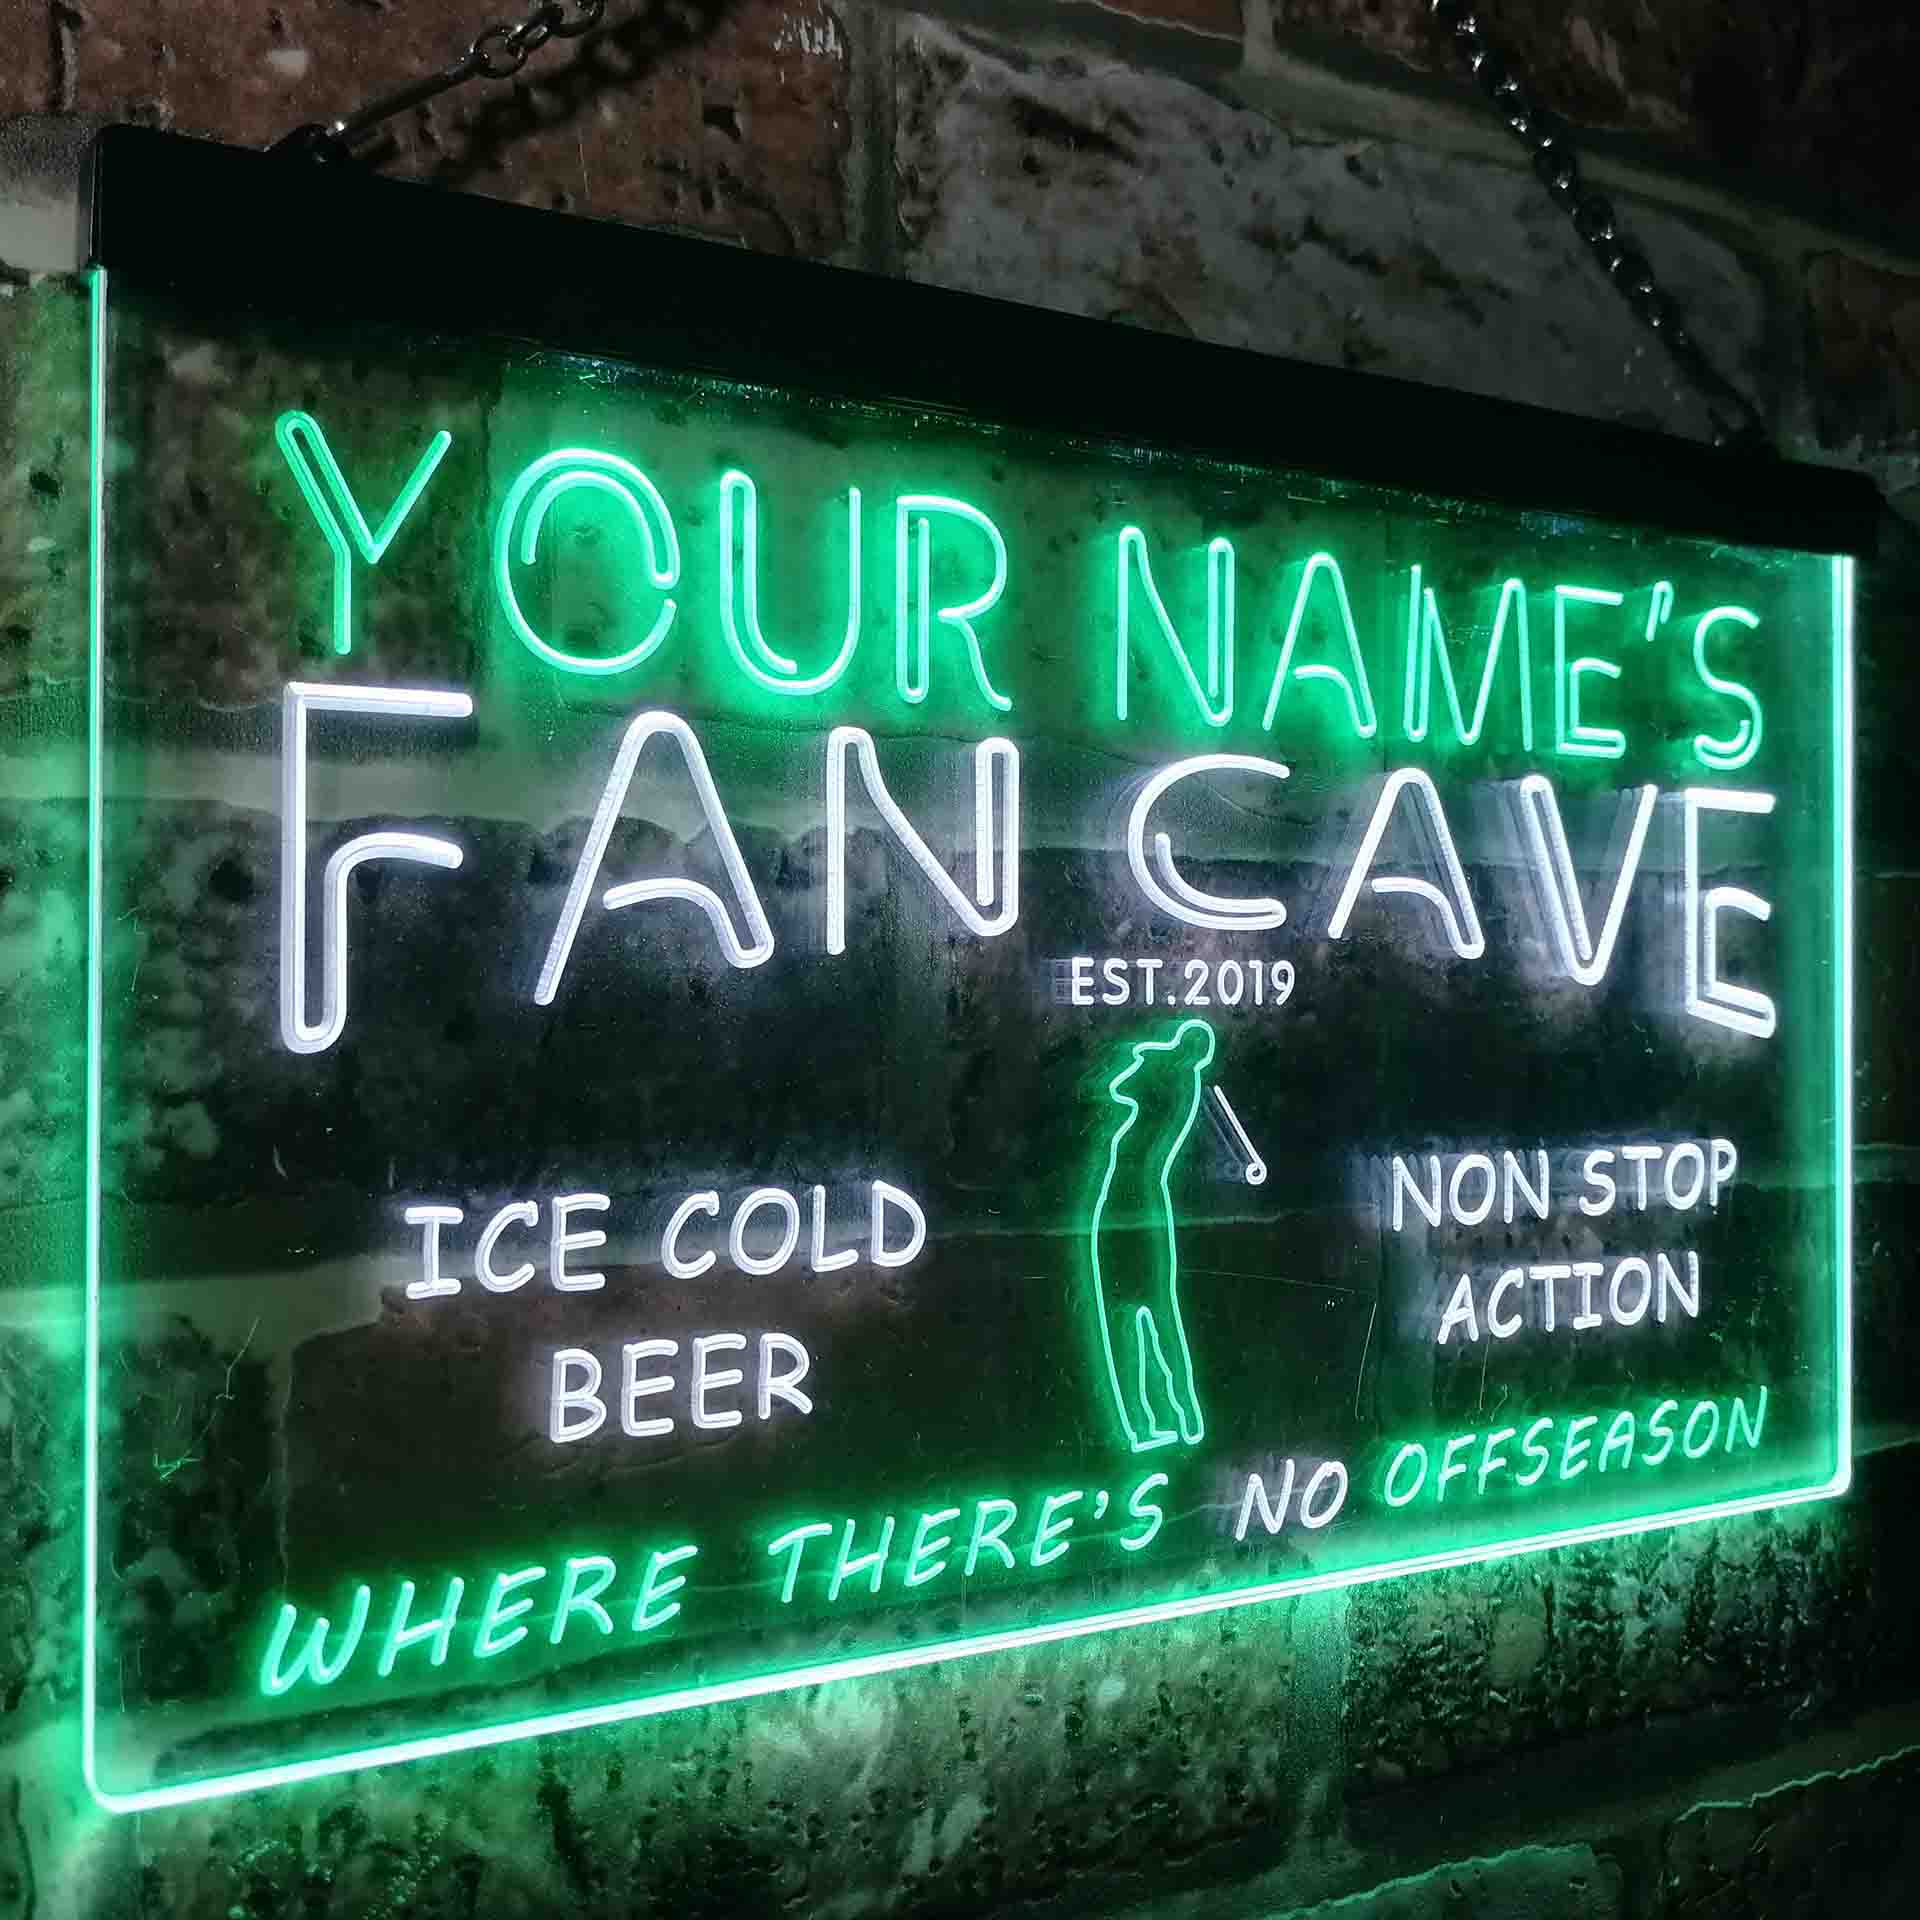 YOUR NAME'S
FAN CAVE
EST.2019
ICE COLD
BEER
NON STOP
ACTION
WHERE THERE'S NO OFFSEASON